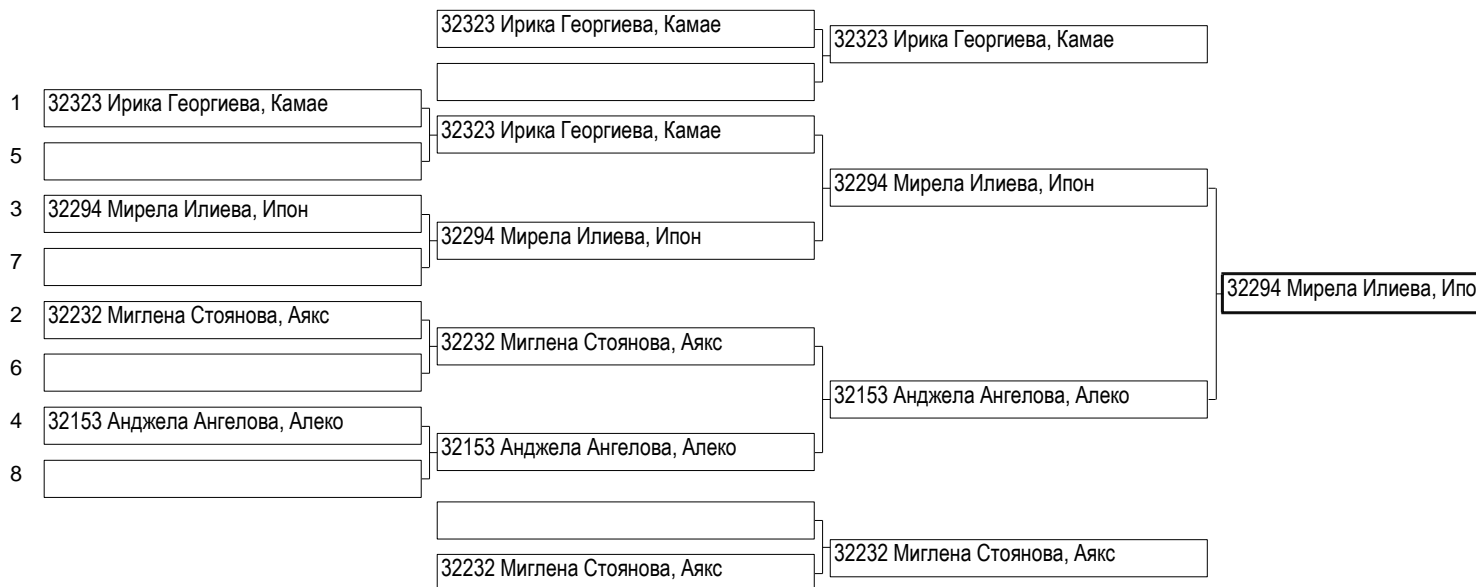 32323 Ирика Георгиева, Камае
32323 Ирика Георгиева, Камае
1 32323 Ирика Георгиева, Камае
32323 Ирика Георгиева, Камае
5
32294 Мирела Илиева, Ипон
3 32294 Мирела Илиева, Ипон
32294 Мирела Илиева, Ипон
7
32294 Мирела Илиева, Ипо
2 32232 Миглена Стоянова, Аякс
32232 Миглена Стоянова, Аякс
6
32153 Анджела Ангелова, Алеко
4 32153 Анджела Ангелова, Алеко
32153 Анджела Ангелова, Алеко
8
32232 Миглена Стоянова, Аякс
32232 Миглена Стоянова, Аякс